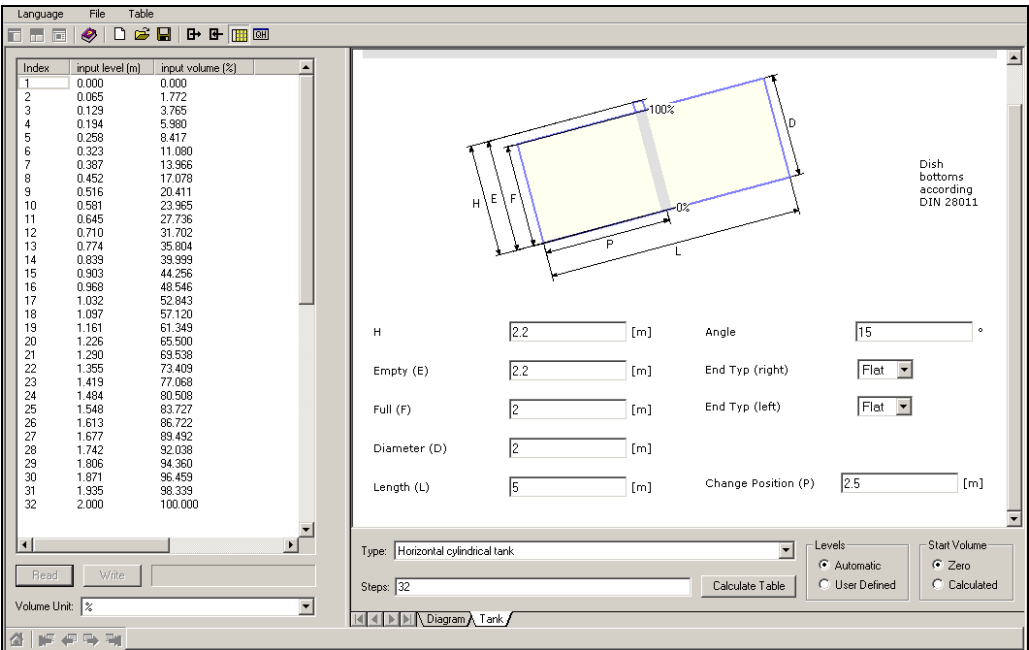 Language File Table
QH
Index input level (m) input volume (%)
1 0.000 0.000
2 0.065 1.772
3 0.129 3.765
4 0.194 5.980
5 0.258 8.417
6 0.323 11.080
7 0.387 13.966
8 0.452 17.078
9 0.516 20.411
10 0.581 23.965
11 0.645 27.736
12 0.710 31.702
13 0.774 35.804
14 0.839 39.999
15 0.903 44.256
16 0.968 48.546
17 1.032 52.843
18 1.097 57.120
19 1.161 61.349
20 1.226 65.500
21 1.290 69.538
22 1.355 73.409
23 1.419 77.068
24 1.484 80.508
25 1.548 83.727
26 1.613 86.722
27 1.677 89.492
28 1.742 92.038
29 1.806 94.360
30 1.871 96.459
31 1.935 98.339
32 2.000 100.000
Read Write
Volume Unit: %
100%
D
H E F
0%
P
L
Dish
bottoms
according
DIN 28011
H 2.2 [m] Angle 15 °
Empty (E) 2.2 [m] End Typ (right) Flat
Full (F) 2 [m] End Typ (left) Flat
Diameter (D) 2 [m]
Length (L) 5 [m] Change Position (P) 2.5 [m]
Type: Horizontal cylindrical tank
Steps: 32 Calculate Table
Levels
Automatic
User Defined
Start Volume
Zero
Calculated
Diagram Tank